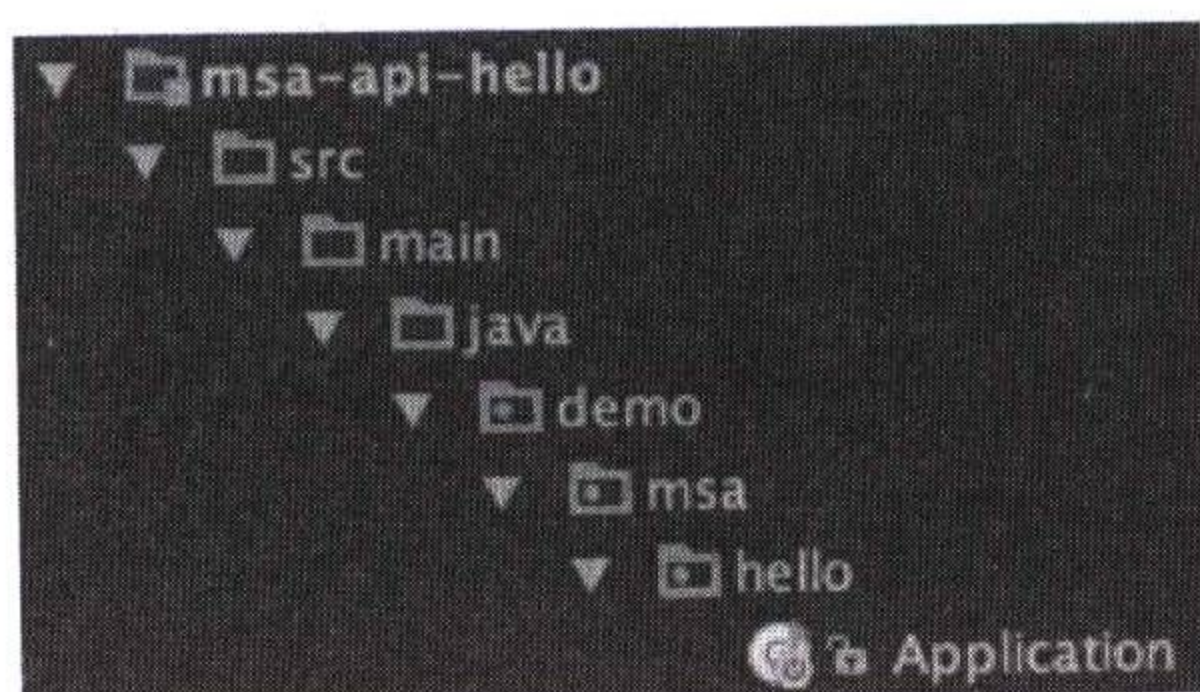 msa-api-hello
src
main
java
demo
msa
hello
Application